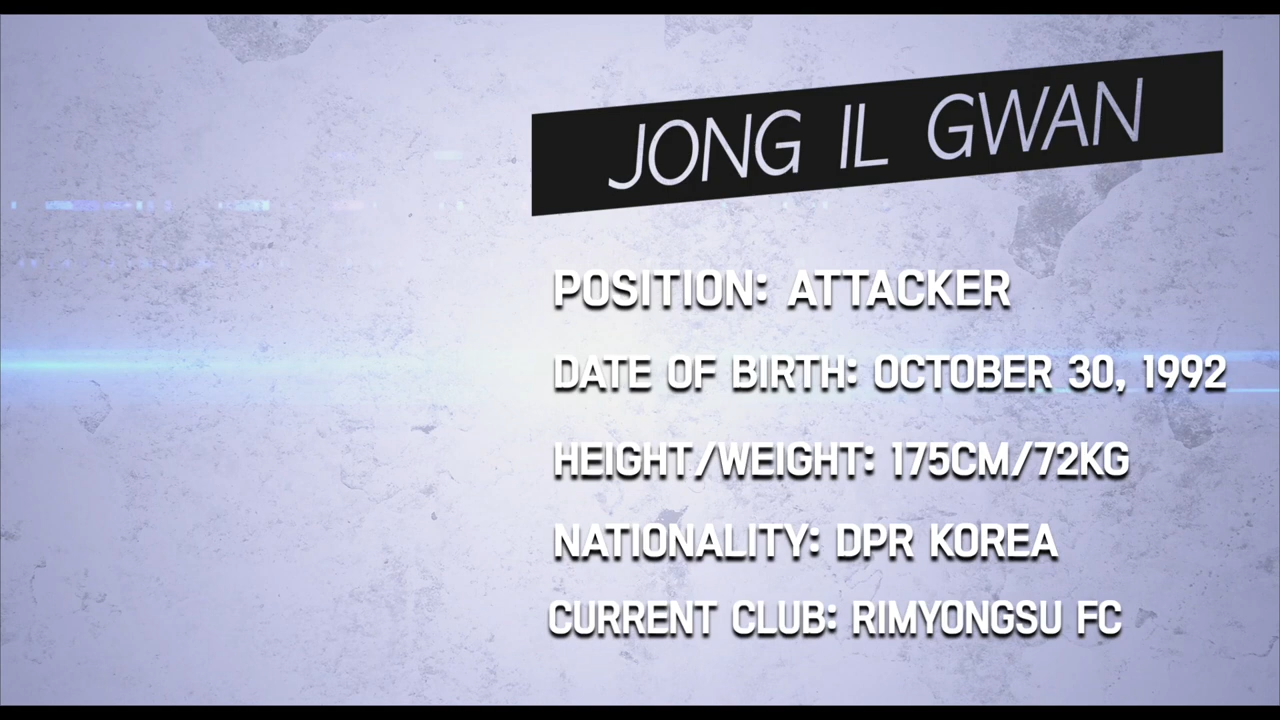 JONG IL GWAN
POSITION: ATTACKER
DATE OF BIRTH: OCTOBER 30, 1992
HEIGHT/WEIGHT: 175CM/72KG
NATIONALITY: DPR KOREA
CURRENT CLUB: RIMYONGSU FC